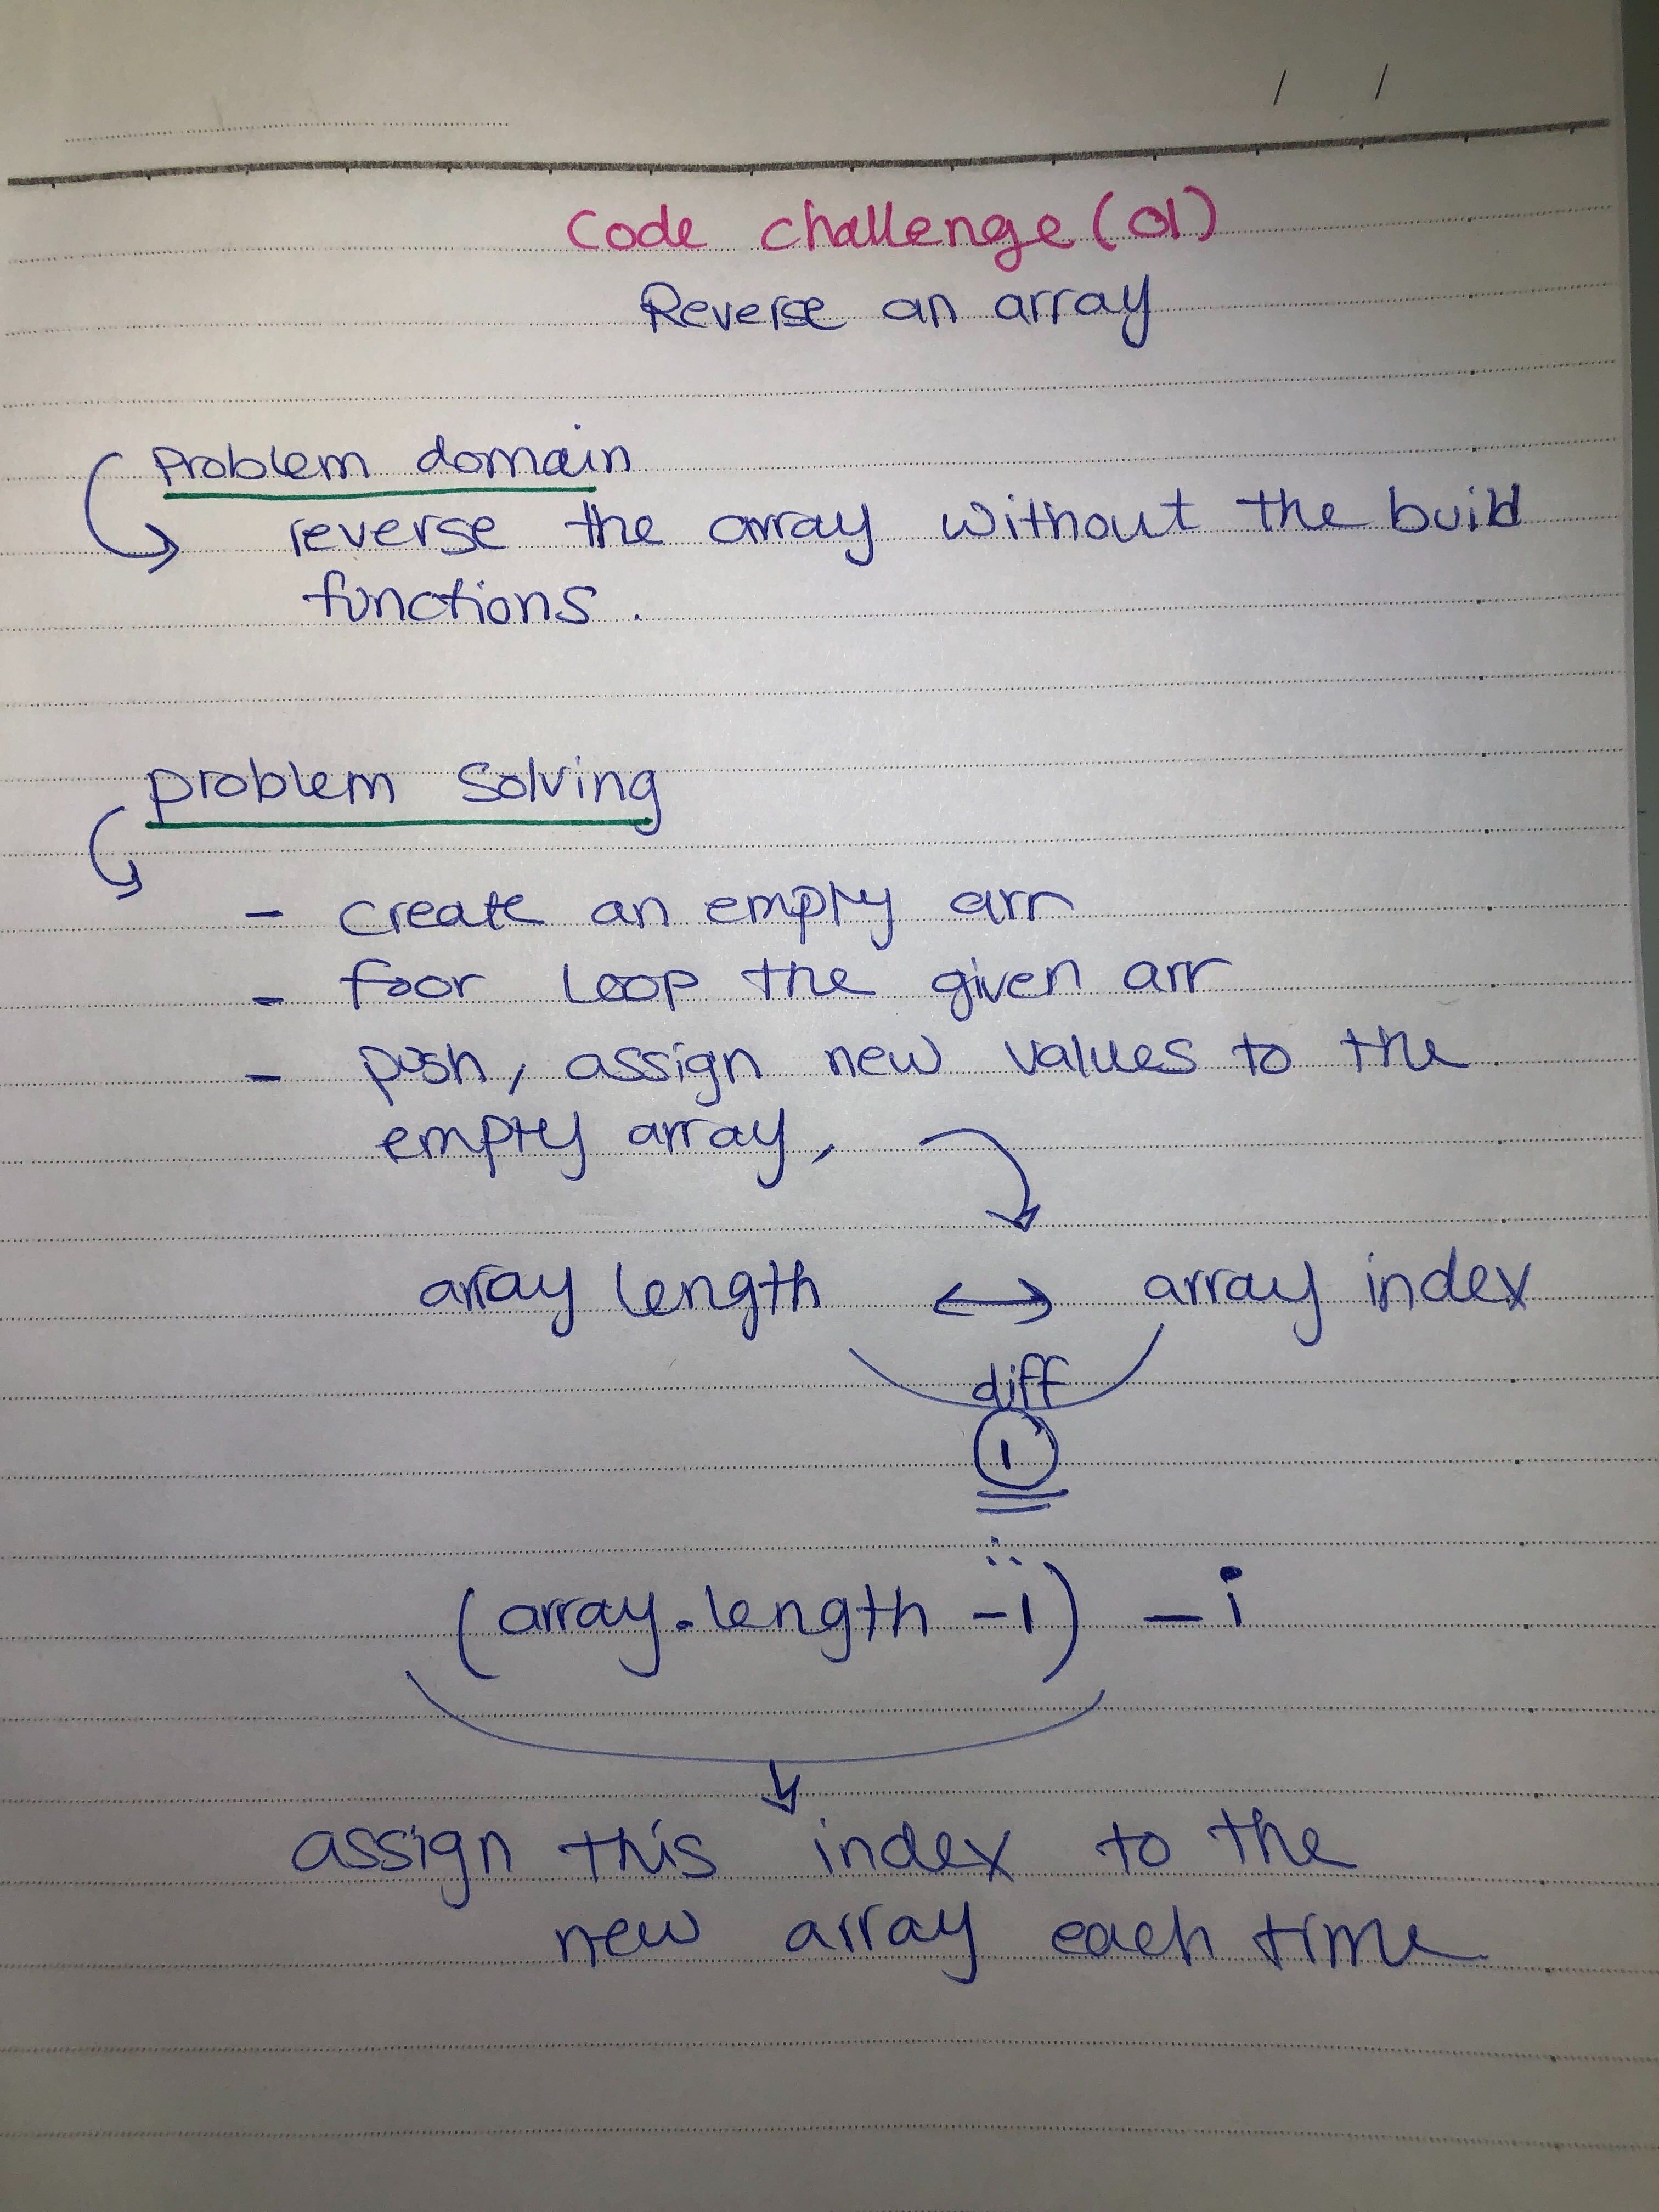 / /
Code challenge (01)
Reverse an array
Problem domain
reverse the array without the build
functions.
problem solving
- create an empty arr
- foor loop the given arr
- push, assign new values to the
empty array,
array length ↔ array index
diff
1
(array.length -1) - i
assign this index to the
new array each time